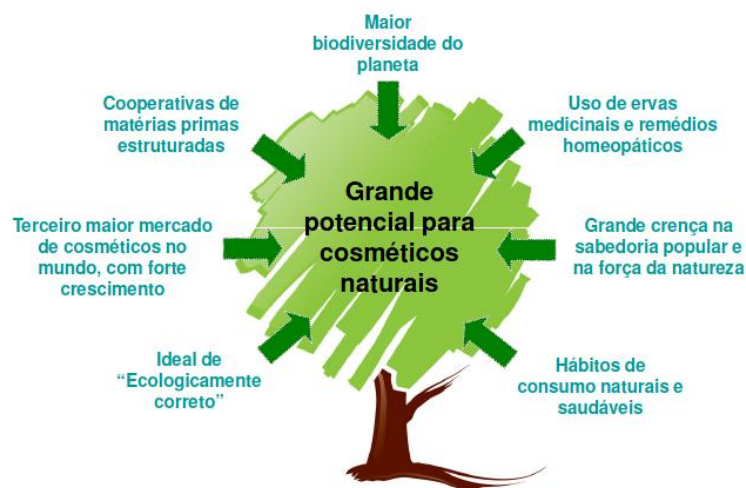 Maior
biodiversidade do
planeta
Cooperativas de
matérias primas
estruturadas
Uso de ervas
medicinais e remédios
homeopáticos
Grande
potencial para
cosméticos
naturais
Terceiro maior mercado
de cosméticos no
mundo, com forte
crescimento
Grande crença na
sabedoria popular e
na força da natureza
Ideal de
“Ecologicamente
correto”
Hábitos de
consumo naturais e
saudáveis